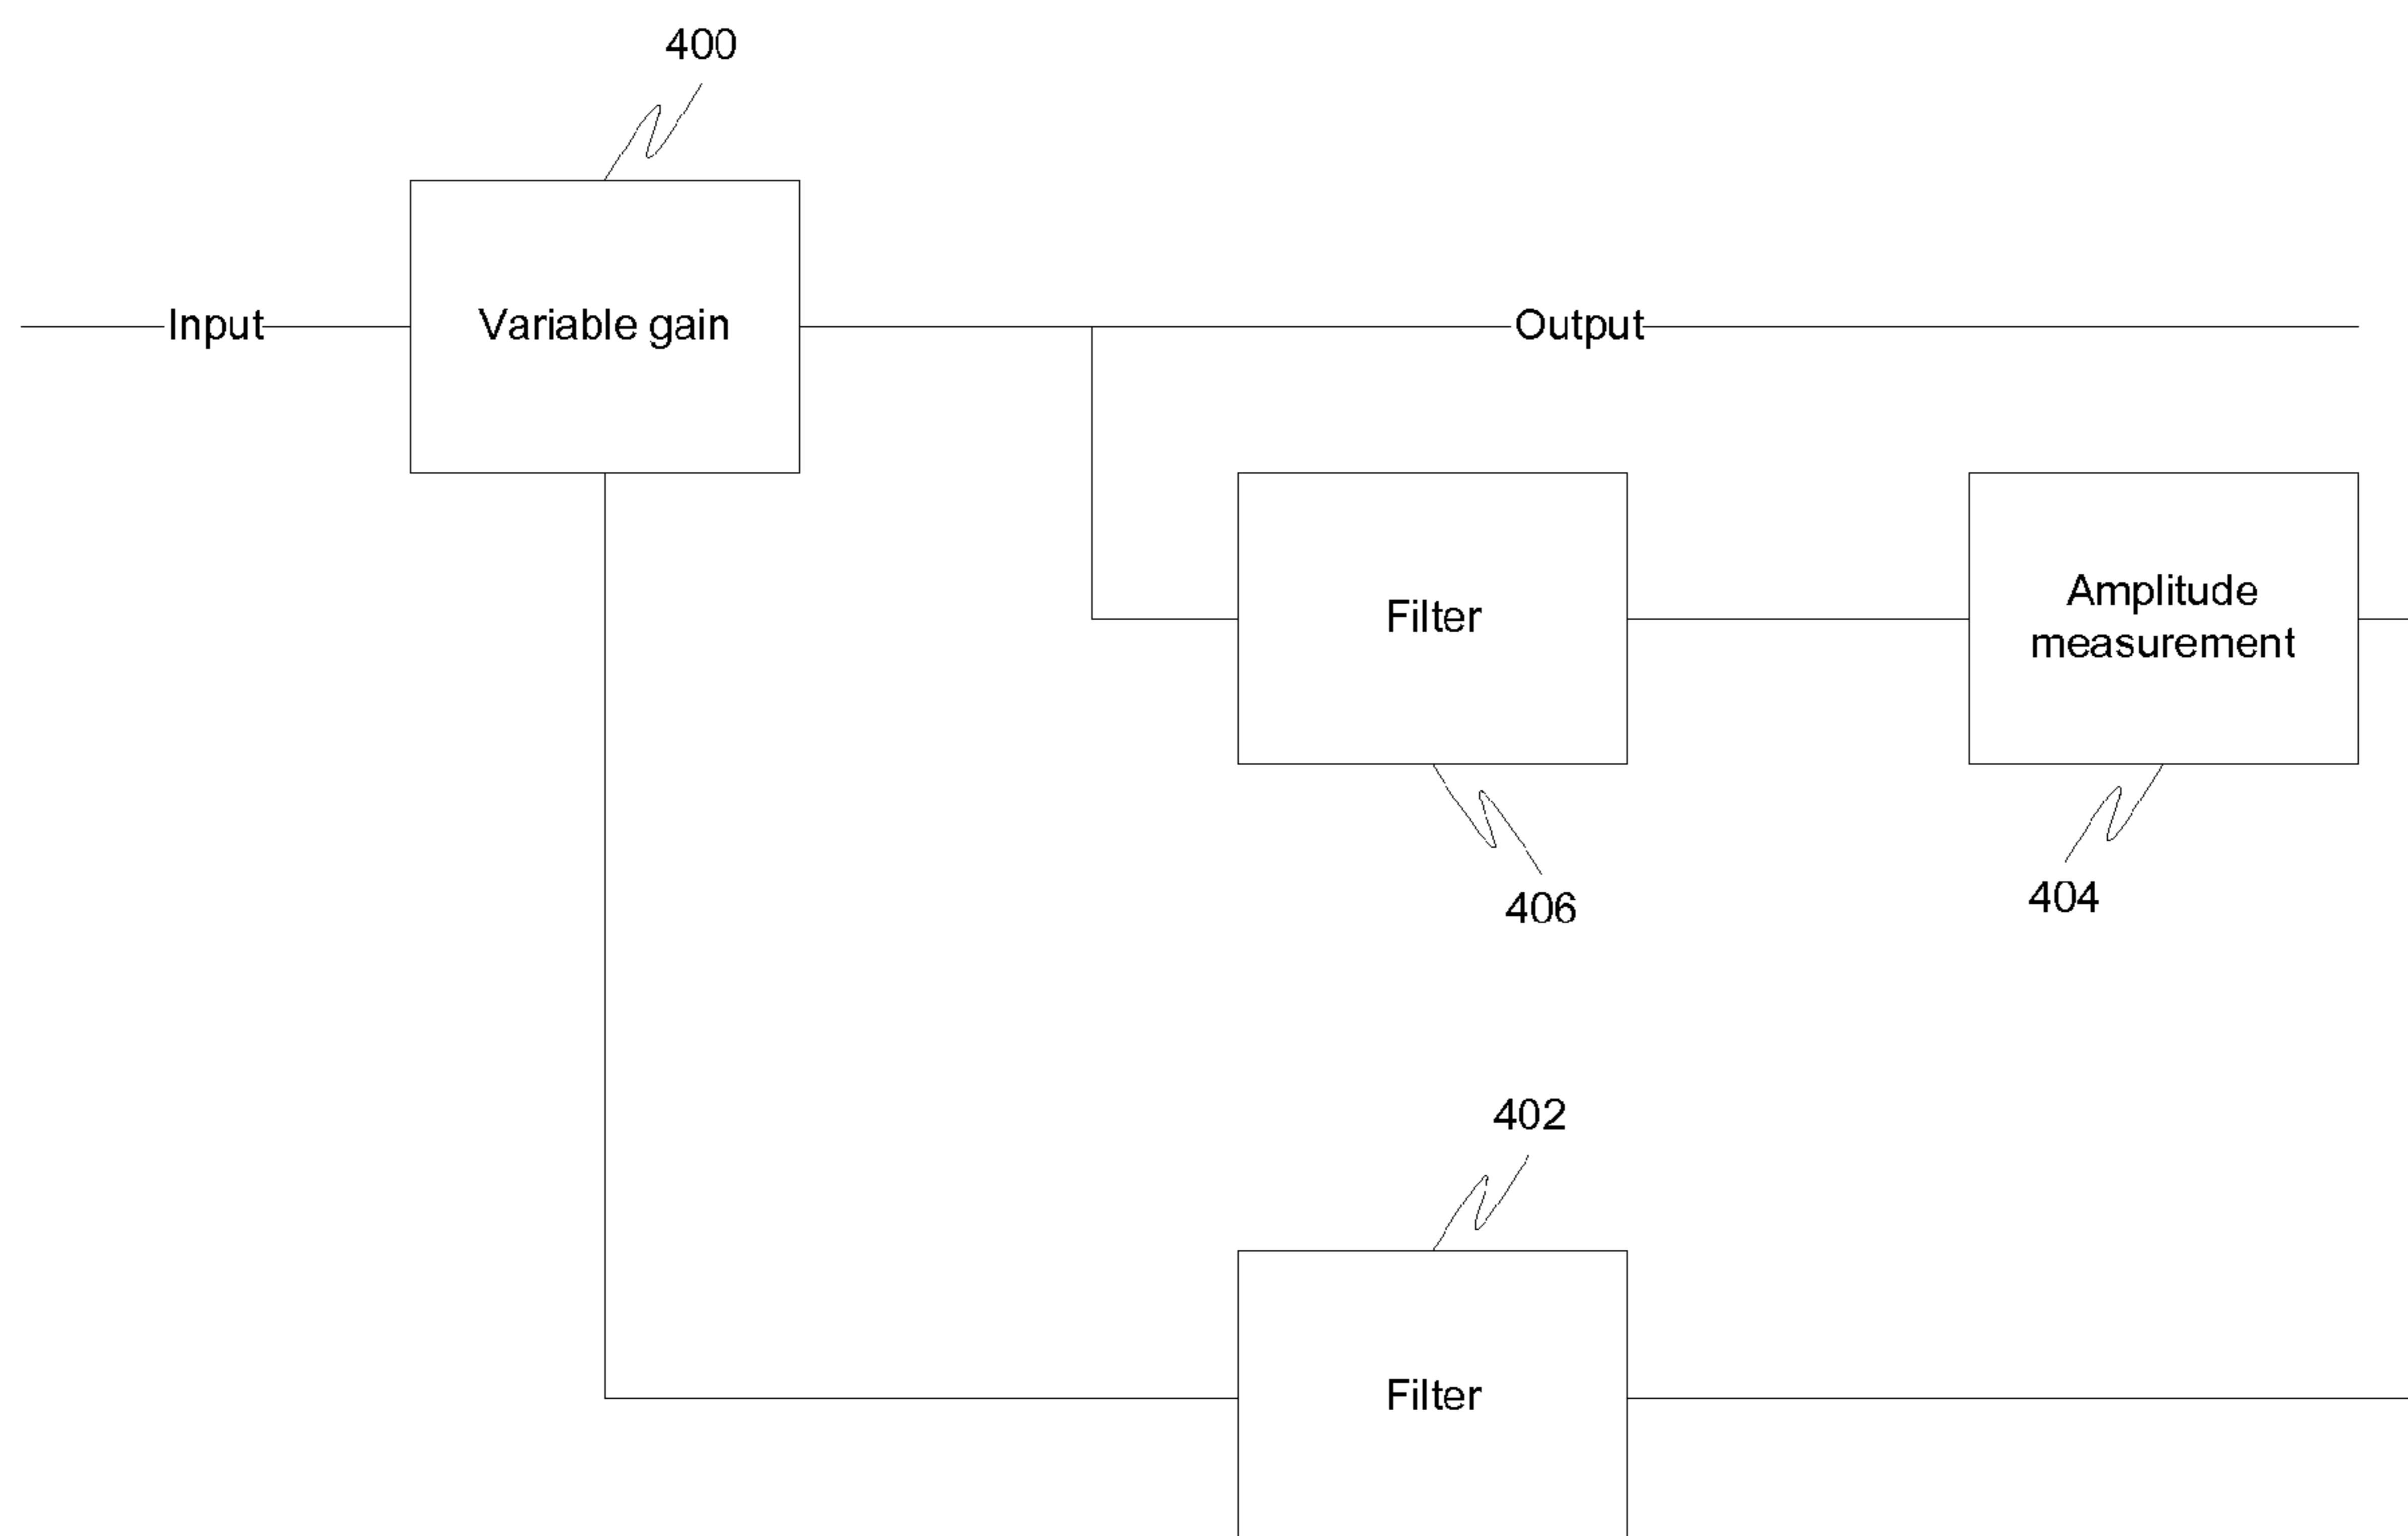 400
Input
Variable gain
Output
Filter
Amplitude
measurement
406
404
402
Filter